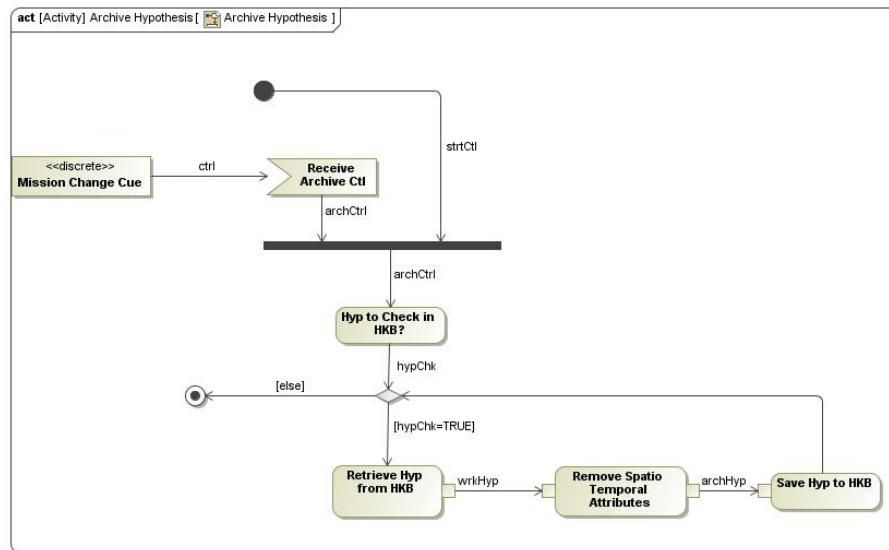 act [Activity] Archive Hypothesis [ Archive Hypothesis ]
strtCtl
<<discrete>>
Mission Change Cue
ctrl
Receive
Archive Ctl
archCtrl
archCtrl
Hyp to Check in
HKB?
hypChk
[else]
[hypChk=TRUE]
Retrieve Hyp
from HKB
wrkHyp
Remove Spatio
Temporal
Attributes
archHyp
Save Hyp to HKB